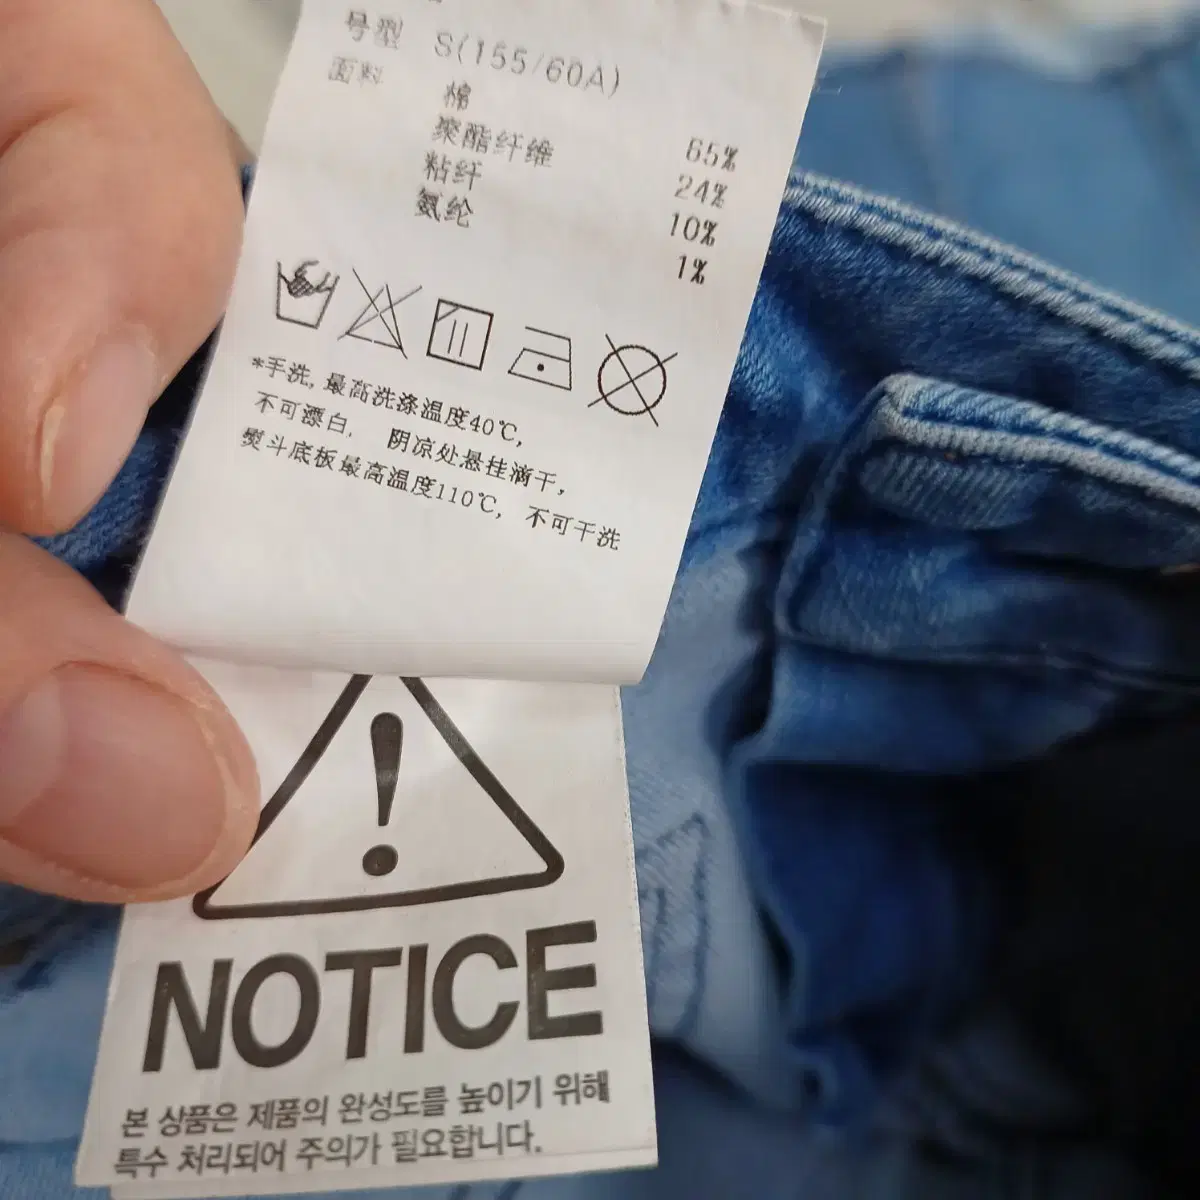 号型 S(155/60A)
面料 棉 65%
聚酯纤维 24%
粘纤 10%
氨纶 1%
*手洗,最高洗涤温度40℃,
不可漂白, 阴凉处悬挂滴干,
熨斗底板最高温度110℃, 不可干洗
NOTICE
본 상품은 제품의 완성도를 높이기 위해
특수 처리되어 주의가 필요합니다.